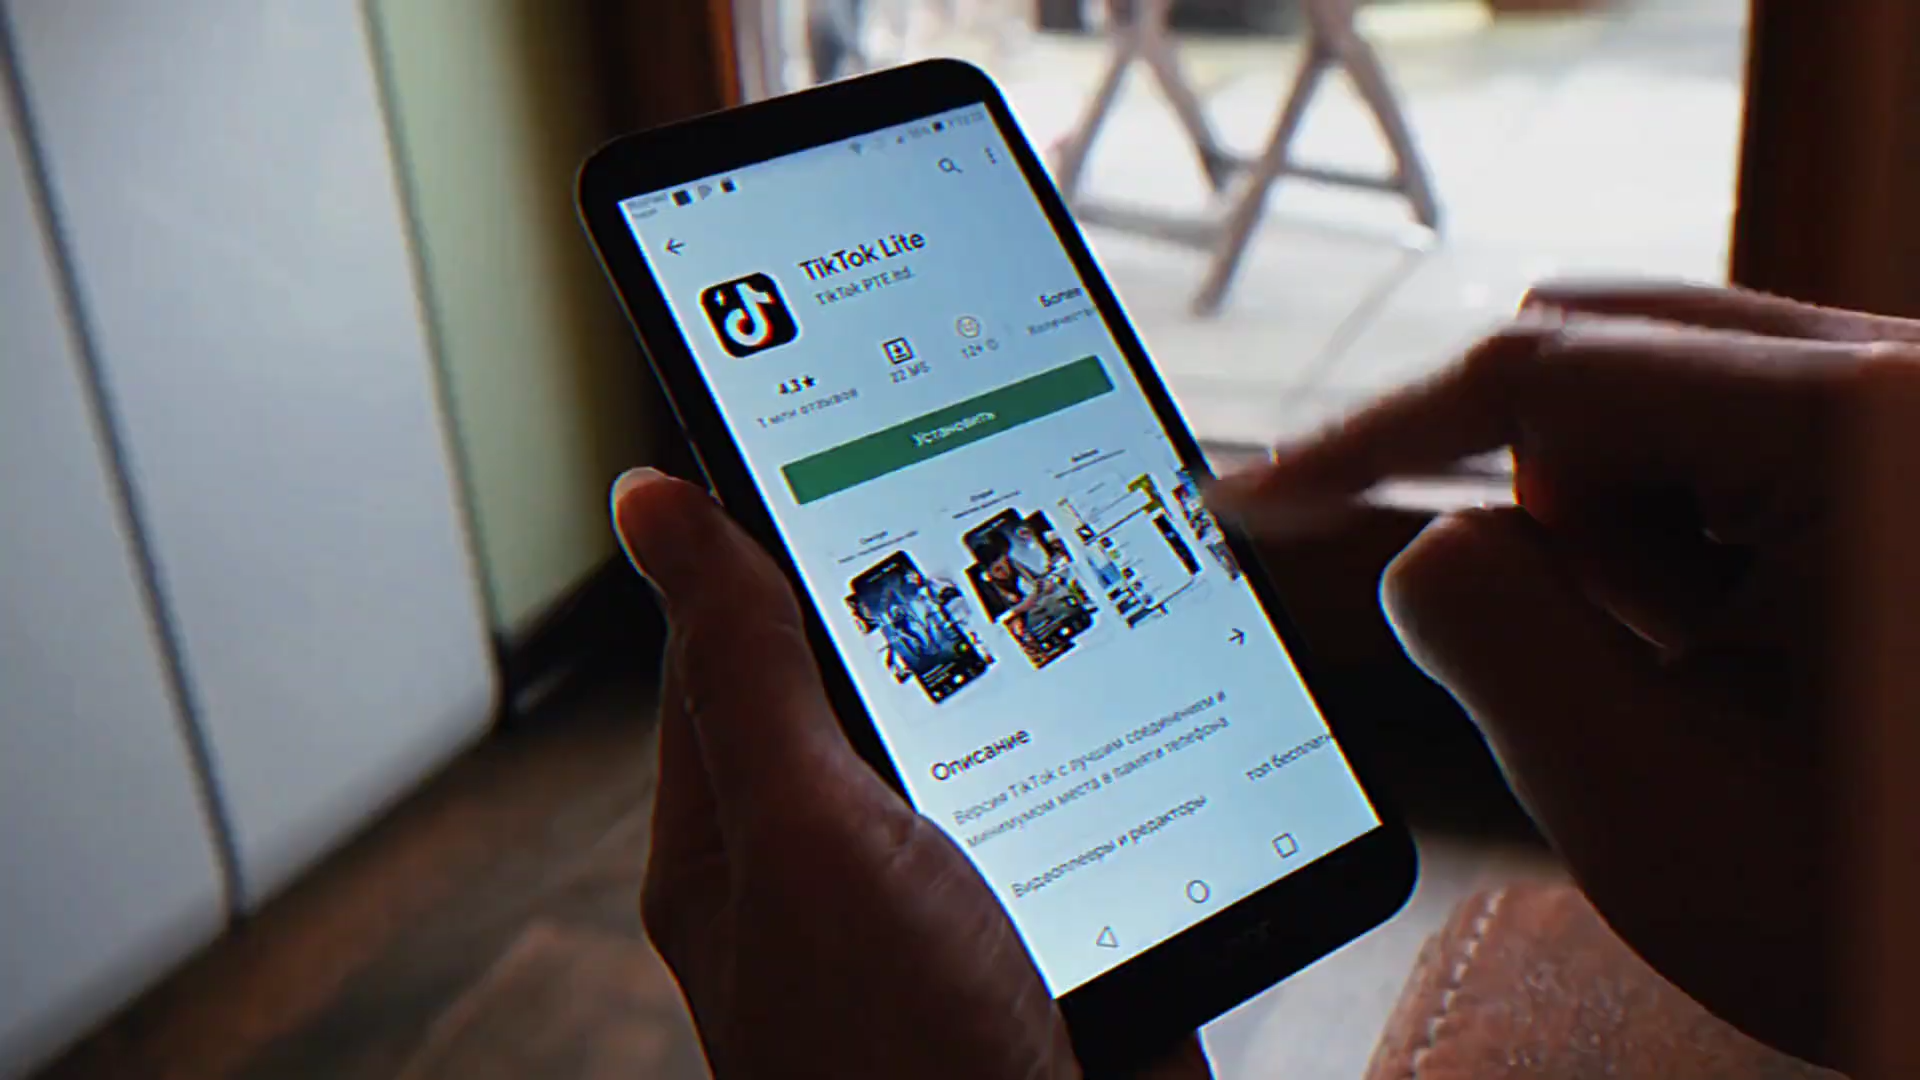 TikTok Lite
TikTok PTE.ltd.
4.3★
1 млн отзывов
22 МБ
12+
Более
Количество
Установить
Описание
Версия TikTok с лучшим соединением и
минимумом места в памяти телефона
Видеоплееры и редакторы
топ бесплатн